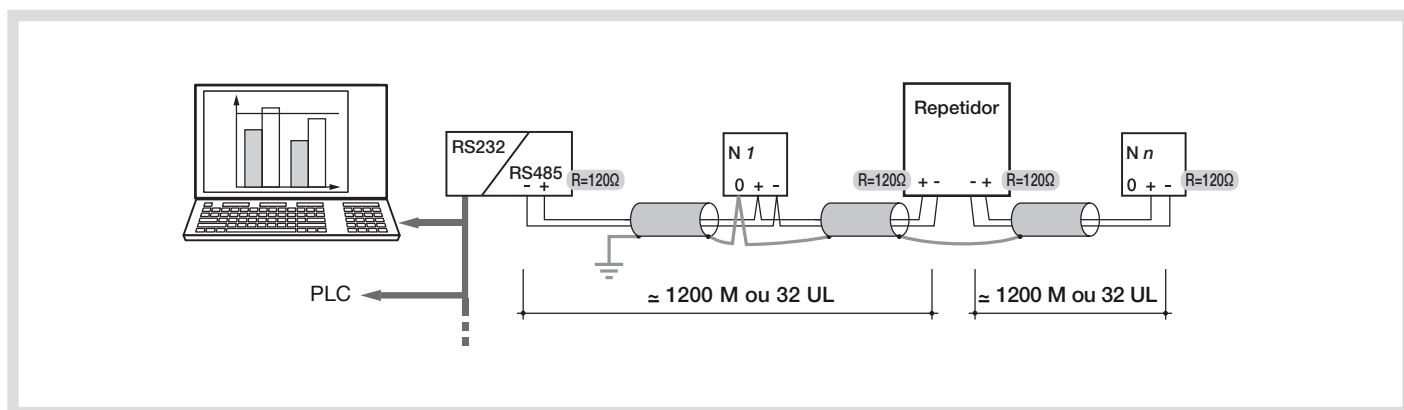 Repetidor
RS232
RS485
- +
R=120Ω
N 1
0 + -
R=120Ω
+ -
- +
R=120Ω
N n
0 + -
R=120Ω
PLC
≃ 1200 M ou 32 UL
≃ 1200 M ou 32 UL